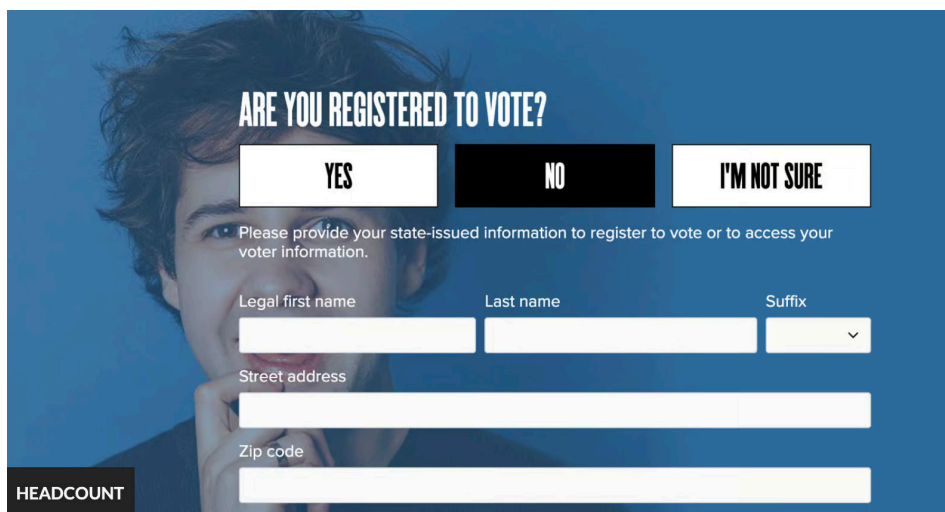 ARE YOU REGISTERED TO VOTE?
YES NO I'M NOT SURE
Please provide your state-issued information to register to vote or to access your
voter information.
Legal first name Last name Suffix
Street address
Zip code
HEADCOUNT